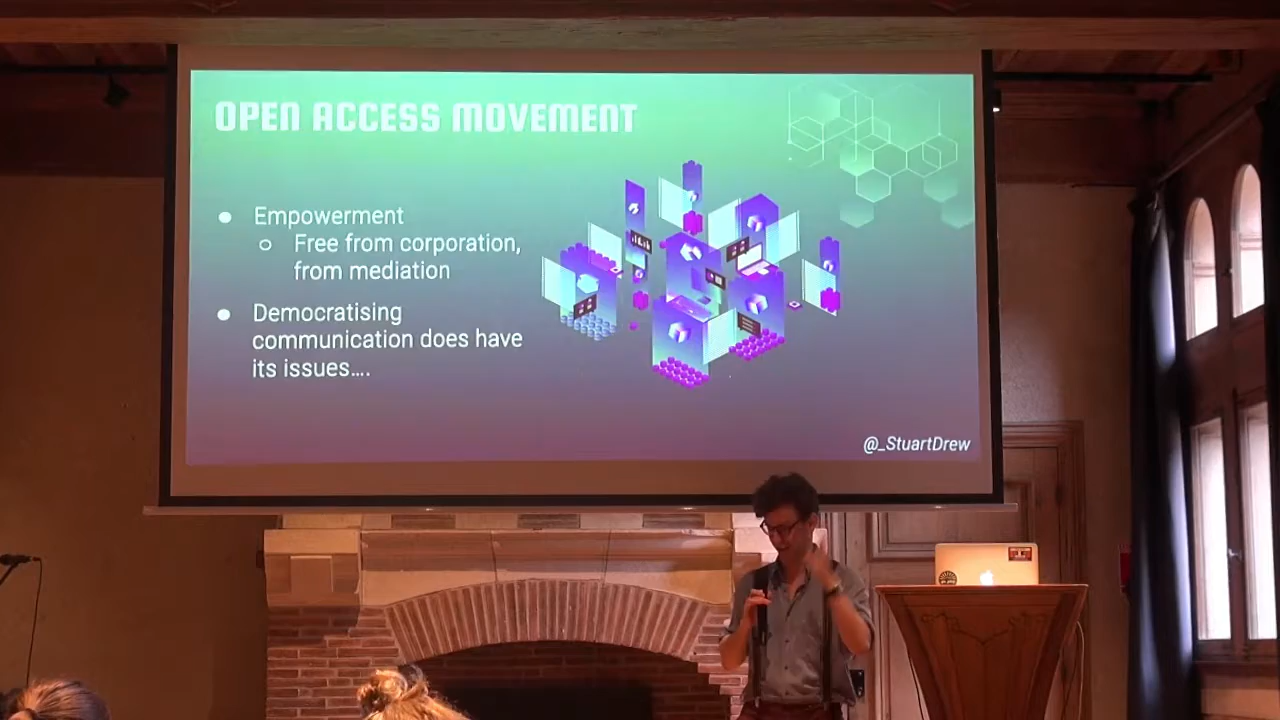 OPEN ACCESS MOVEMENT
Empowerment
Free from corporation,
from mediation
Democratising
communication does have
its issues....
@_StuartDrew